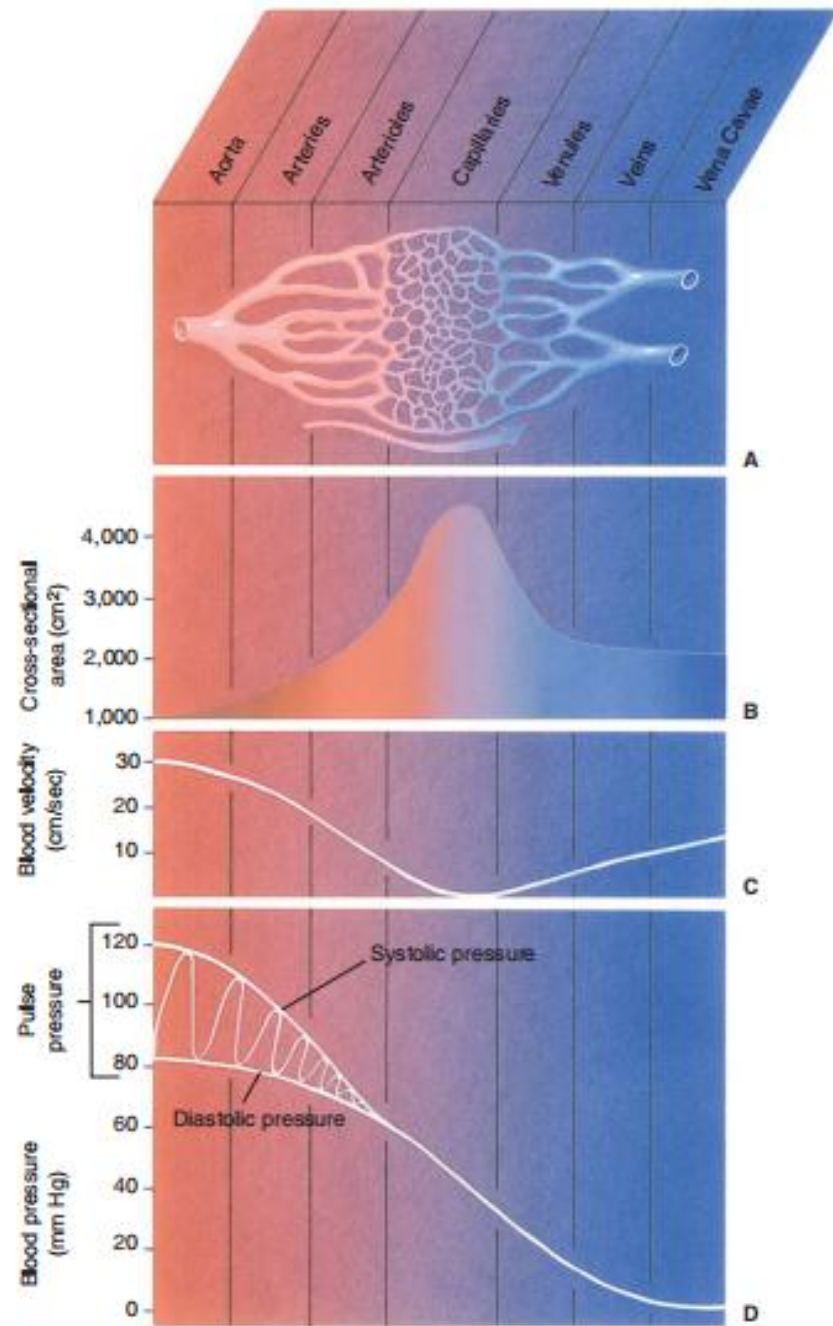 Aorta
Arteries
Arterioles
Capillaries
Venules
Veins
Vena Cavae
A
Cross-sectional
area (cm²)
4,000
3,000
2,000
1,000
B
Blood velocity
(cm/sec)
30
20
10
C
Pulse
pressure
Blood pressure
(mm Hg)
120
100
80
60
40
20
0
Systolic pressure
Diastolic pressure
D